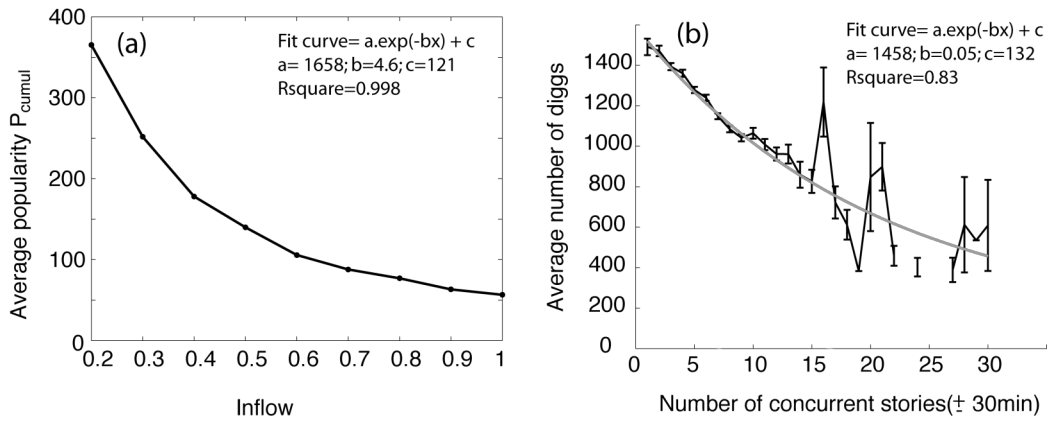 (a)
Fit curve= a.exp(-bx) + c
a= 1658; b=4.6; c=121
Rsquare=0.998
Average popularity Pcumul
400
300
200
100
0
0.2 0.3 0.4 0.5 0.6 0.7 0.8 0.9 1
Inflow
(b)
Fit curve= a.exp(-bx) + c
a= 1458; b=0.05; c=132
Rsquare=0.83
Average number of diggs
1400
1200
1000
800
600
400
200
0
0 5 10 15 20 25 30
Number of concurrent stories(± 30min)